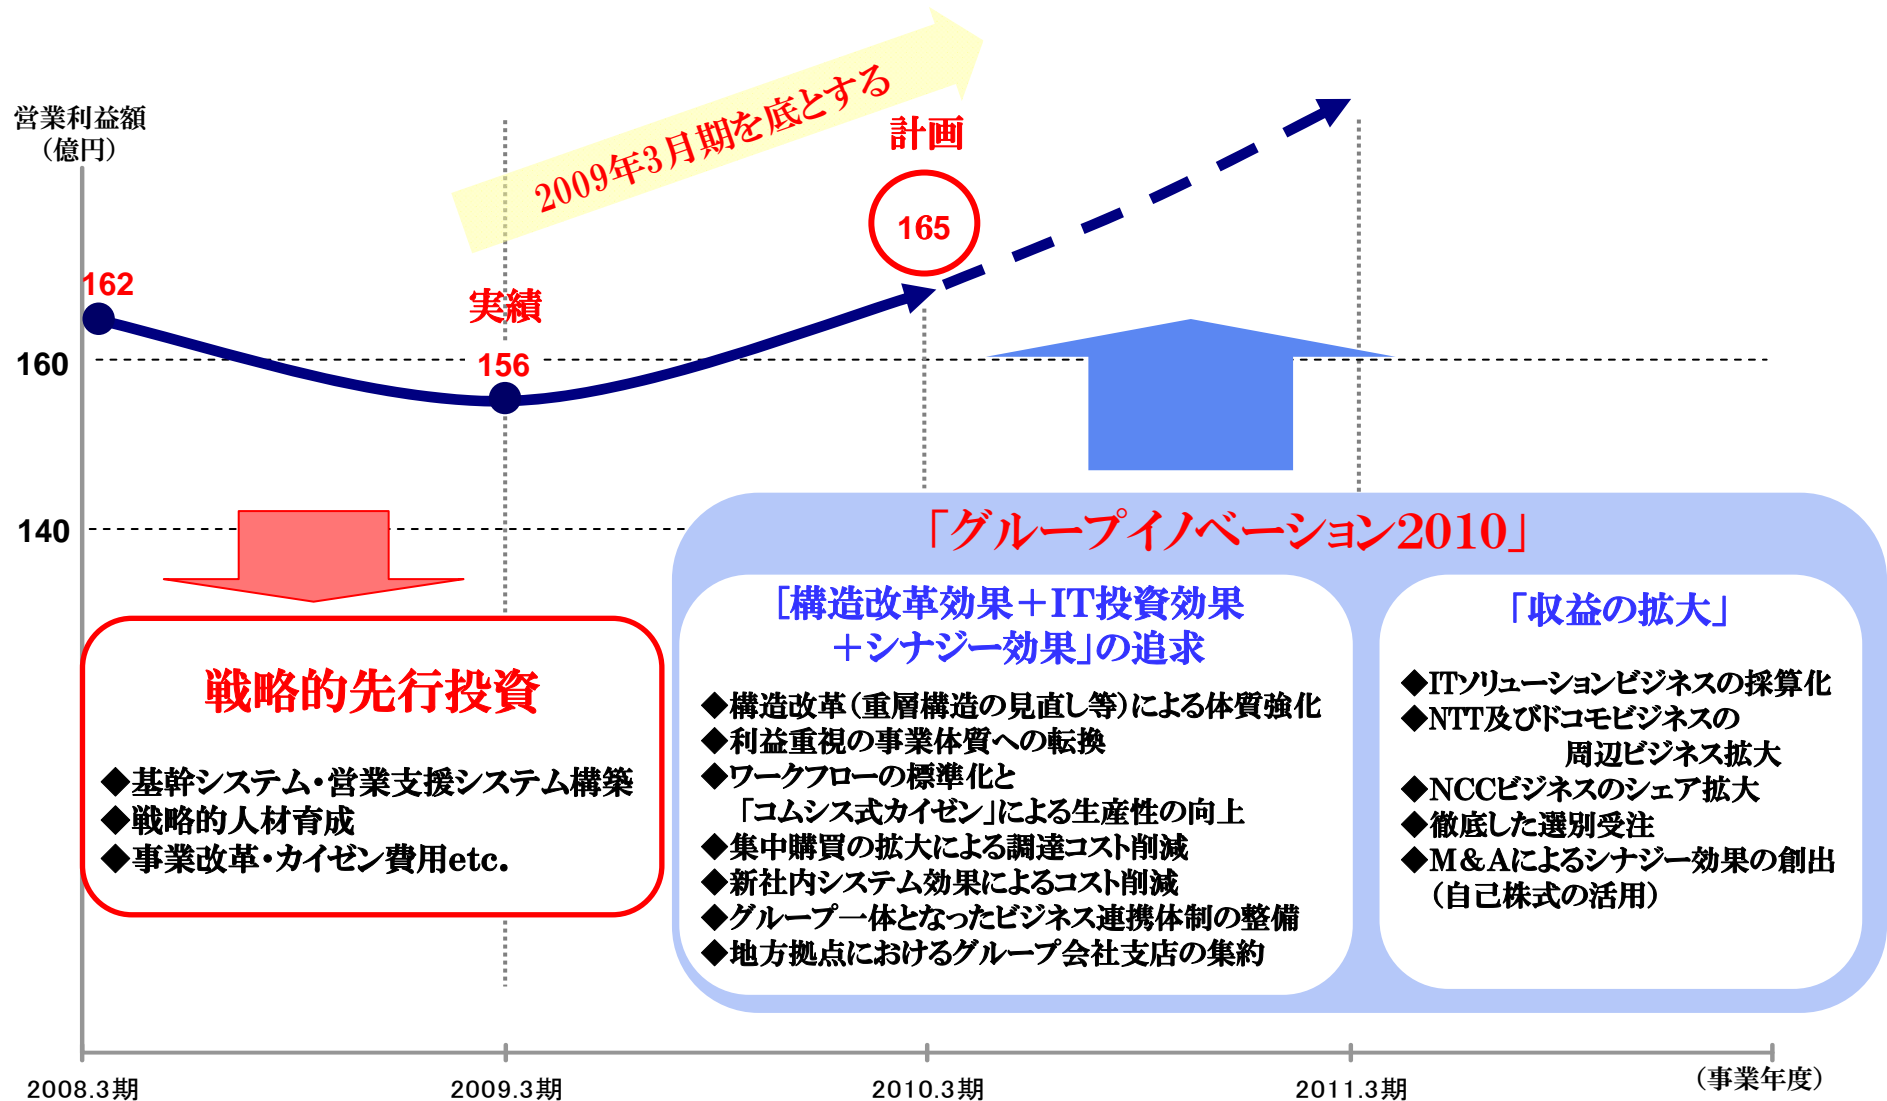 営業利益額
（億円）
2009年3月期を底とする
計画
165
162
実績
156
160
140
戦略的先行投資
◆基幹システム・営業支援システム構築
◆戦略的人材育成
◆事業改革・カイゼン費用etc.
「グループイノベーション2010」
［構造改革効果＋IT投資効果
＋シナジー効果」の追求
◆構造改革（重層構造の見直し等）による体質強化
◆利益重視の事業体質への転換
◆ワークフローの標準化と
「コムシス式カイゼン」による生産性の向上
◆集中購買の拡大による調達コスト削減
◆新社内システム効果によるコスト削減
◆グループ一体となったビジネス連携体制の整備
◆地方拠点におけるグループ会社支店の集約
「収益の拡大」
◆ITソリューションビジネスの採算化
◆NTT及びドコモビジネスの
周辺ビジネス拡大
◆NCCビジネスのシェア拡大
◆徹底した選別受注
◆M＆Aによるシナジー効果の創出
（自己株式の活用）
2008.3期
2009.3期
2010.3期
2011.3期
（事業年度）